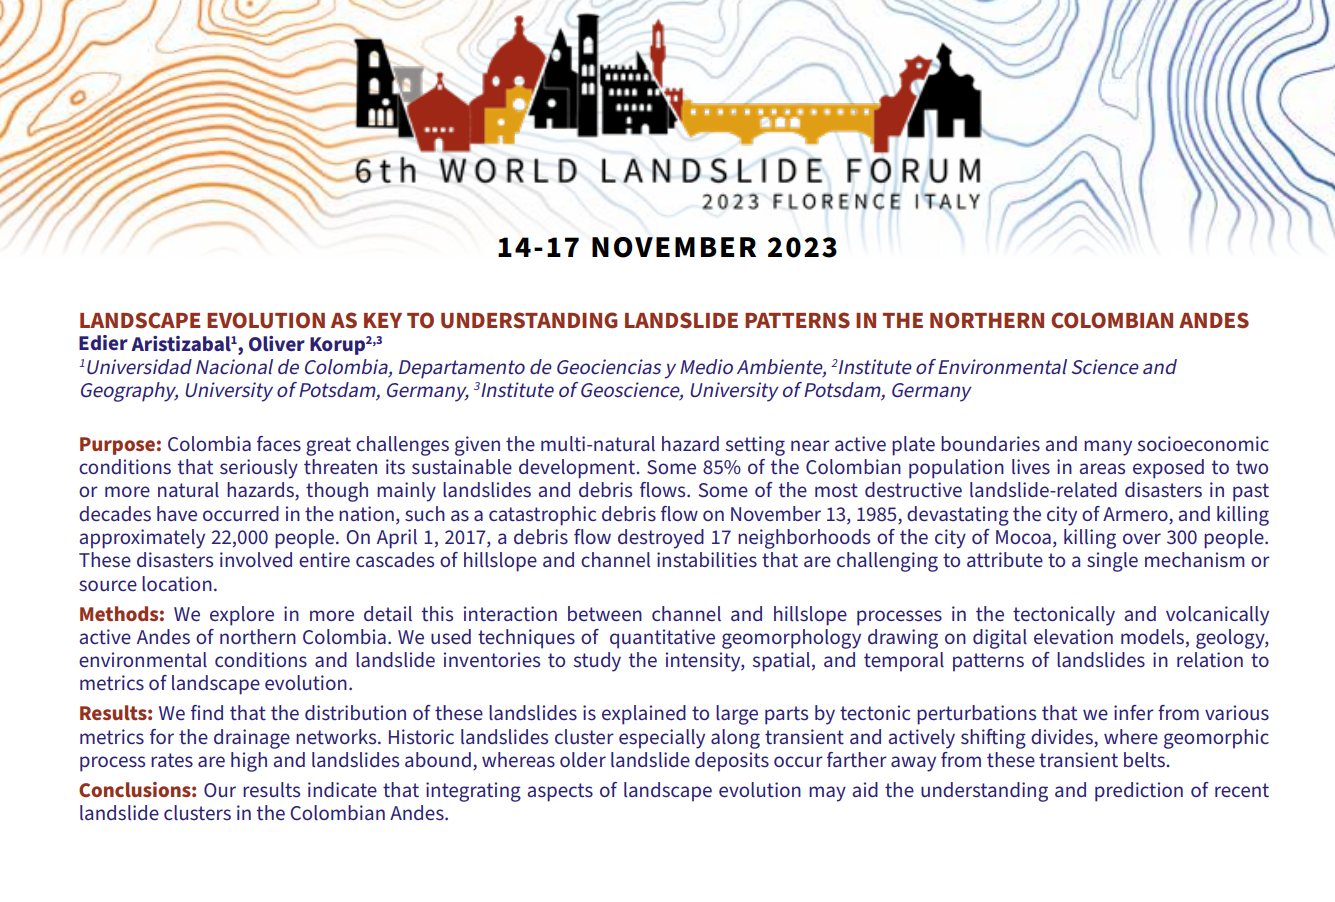 6th WORLD LANDSLIDE FORUM
2023 FLORENCE ITALY
14-17 NOVEMBER 2023
LANDSCAPE EVOLUTION AS KEY TO UNDERSTANDING LANDSLIDE PATTERNS IN THE NORTHERN COLOMBIAN ANDES
Edier Aristizabal¹, Oliver Korup²,³
¹Universidad Nacional de Colombia, Departamento de Geociencias y Medio Ambiente, ²Institute of Environmental Science and
Geography, University of Potsdam, Germany, ³Institute of Geoscience, University of Potsdam, Germany
Purpose: Colombia faces great challenges given the multi-natural hazard setting near active plate boundaries and many socioeconomic
conditions that seriously threaten its sustainable development. Some 85% of the Colombian population lives in areas exposed to two
or more natural hazards, though mainly landslides and debris flows. Some of the most destructive landslide-related disasters in past
decades have occurred in the nation, such as a catastrophic debris flow on November 13, 1985, devastating the city of Armero, and killing
approximately 22,000 people. On April 1, 2017, a debris flow destroyed 17 neighborhoods of the city of Mocoa, killing over 300 people.
These disasters involved entire cascades of hillslope and channel instabilities that are challenging to attribute to a single mechanism or
source location.
Methods: We explore in more detail this interaction between channel and hillslope processes in the tectonically and volcanically
active Andes of northern Colombia. We used techniques of quantitative geomorphology drawing on digital elevation models, geology,
environmental conditions and landslide inventories to study the intensity, spatial, and temporal patterns of landslides in relation to
metrics of landscape evolution.
Results: We find that the distribution of these landslides is explained to large parts by tectonic perturbations that we infer from various
metrics for the drainage networks. Historic landslides cluster especially along transient and actively shifting divides, where geomorphic
process rates are high and landslides abound, whereas older landslide deposits occur farther away from these transient belts.
Conclusions: Our results indicate that integrating aspects of landscape evolution may aid the understanding and prediction of recent
landslide clusters in the Colombian Andes.